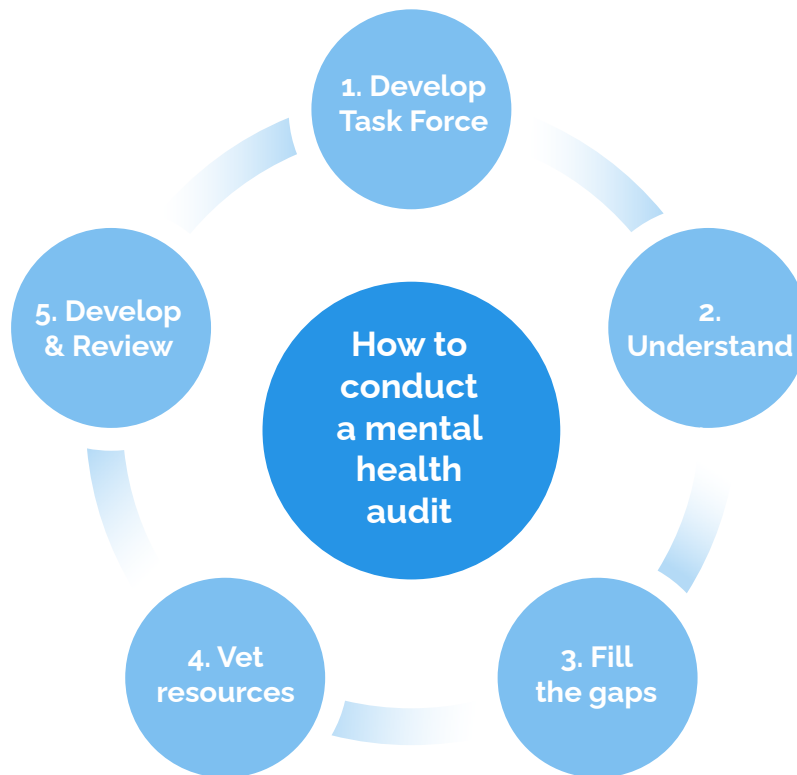 1. Develop
Task Force
2.
Understand
3. Fill
the gaps
4. Vet
resources
5. Develop
& Review
How to
conduct
a mental
health
audit